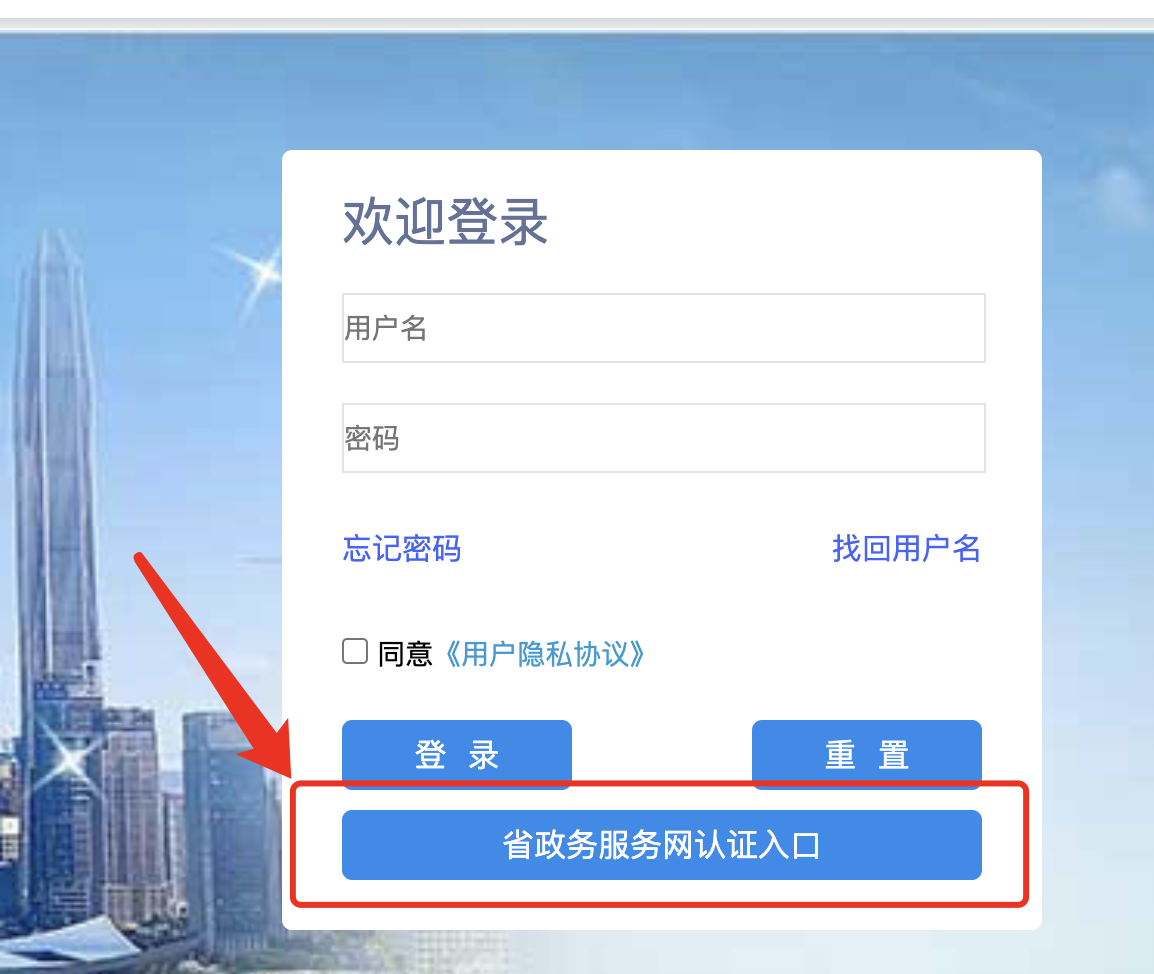 欢迎登录
用户名
密码
忘记密码 找回用户名
同意《用户隐私协议》
登 录 重 置
省政务服务网认证入口